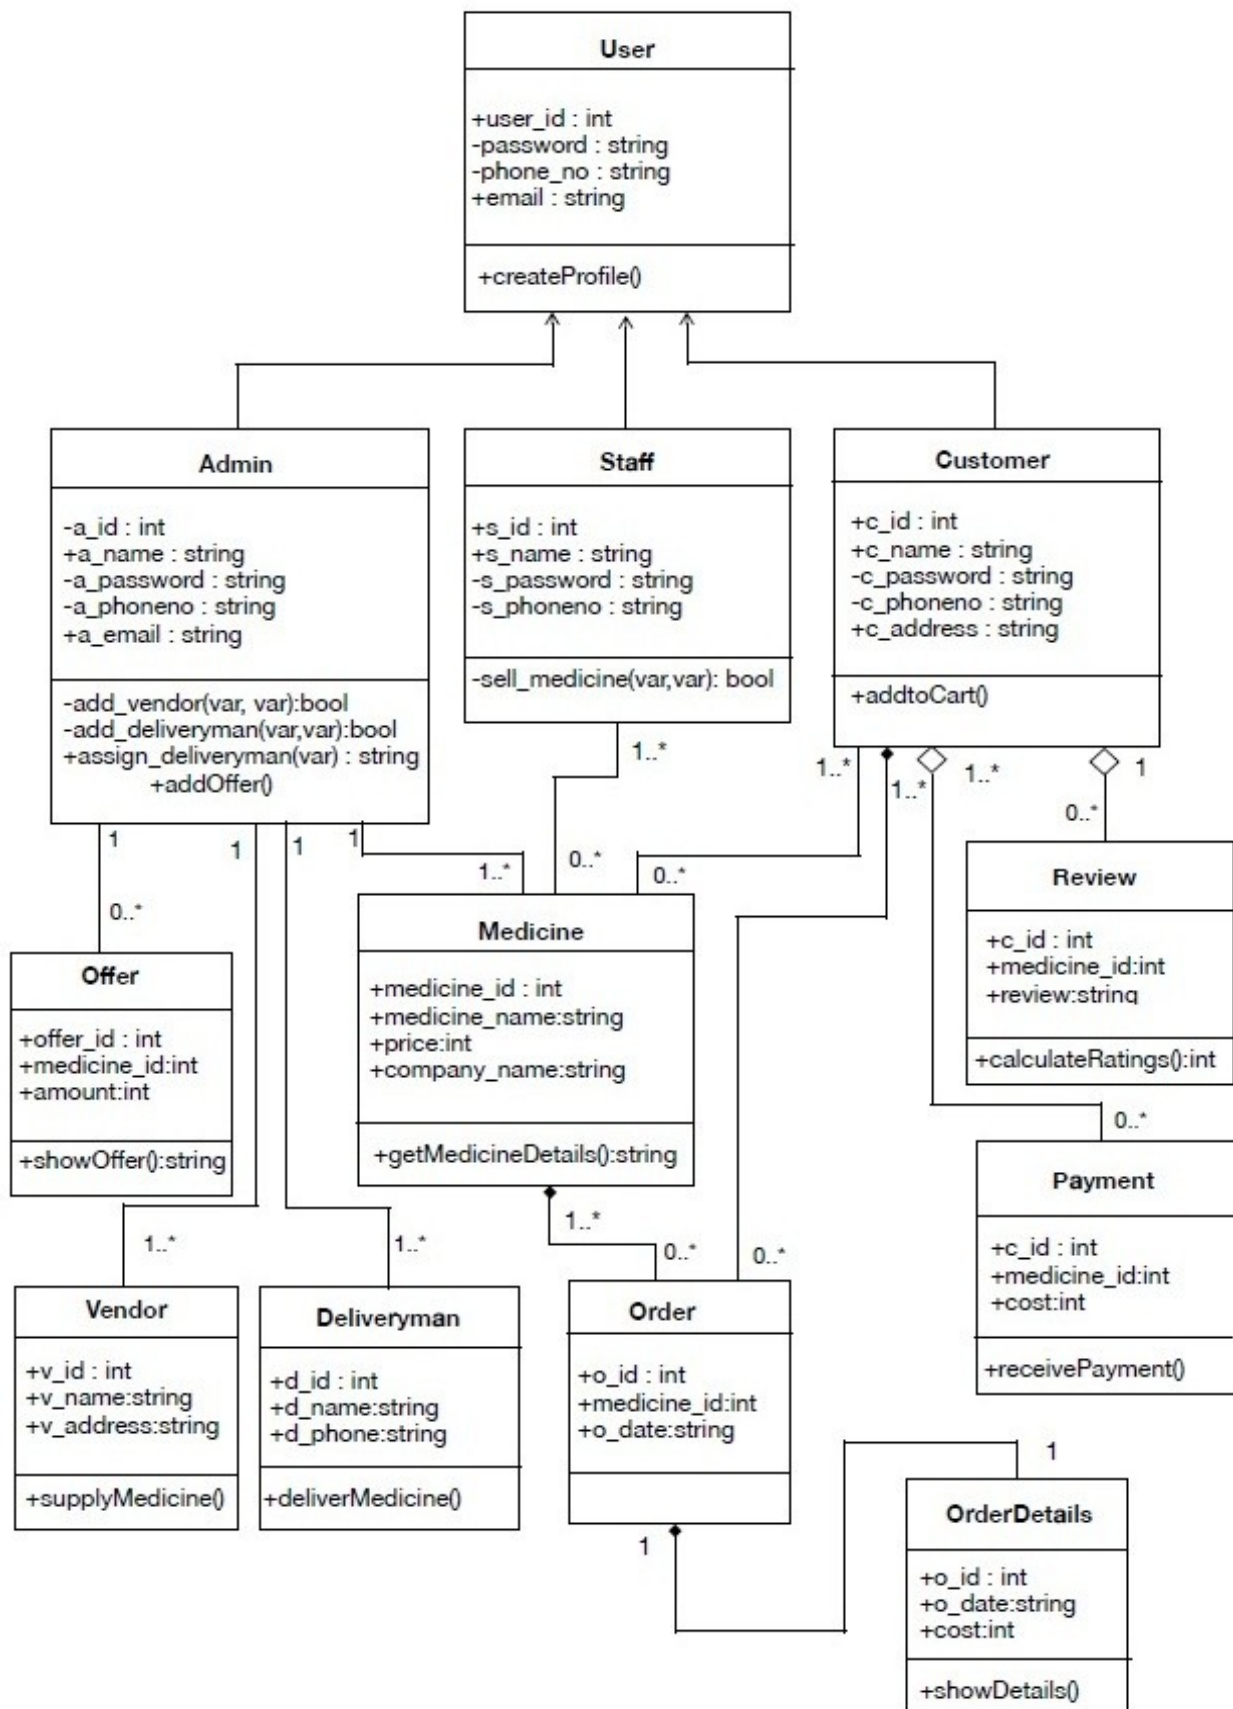 User
+user_id : int
-password : string
-phone_no : string
+email : string
+createProfile()
Admin
-a_id : int
+a_name : string
-a_password : string
-a_phoneno : string
+a_email : string
-add_vendor(var, var):bool
-add_deliveryman(var,var):bool
+assign_deliveryman(var) : string
+addOffer()
Staff
+s_id : int
+s_name : string
-s_password : string
-s_phoneno : string
-sell_medicine(var,var): bool
Customer
+c_id : int
+c_name : string
-c_password : string
-c_phoneno : string
+c_address : string
+addtoCart()
1
1
1
1
1..*
1..*
1..*
1..*
1
0..*
1..*
0..*
0..*
0..*
Offer
+offer_id : int
+medicine_id:int
+amount:int
+showOffer():string
Medicine
+medicine_id : int
+medicine_name:string
+price:int
+company_name:string
+getMedicineDetails():string
Review
+c_id : int
+medicine_id:int
+review:string
+calculateRatings():int
1..*
1..*
1..*
0..*
0..*
0..*
Payment
+c_id : int
+medicine_id:int
+cost:int
+receivePayment()
Vendor
+v_id : int
+v_name:string
+v_address:string
+supplyMedicine()
Deliveryman
+d_id : int
+d_name:string
+d_phone:string
+deliverMedicine()
Order
+o_id : int
+medicine_id:int
+o_date:string
1
1
OrderDetails
+o_id : int
+o_date:string
+cost:int
+showDetails()